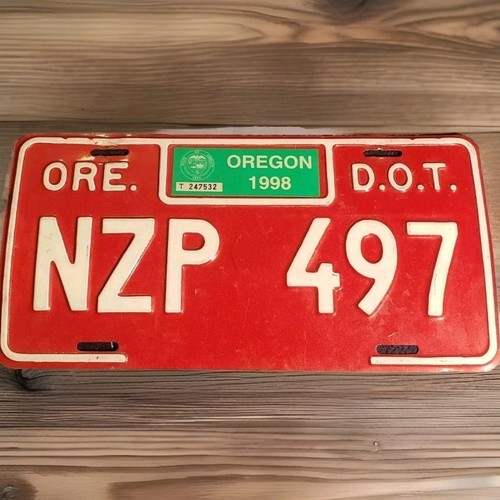 ORE.
OREGON
D.O.T.
1998
T 247532
NZP 497